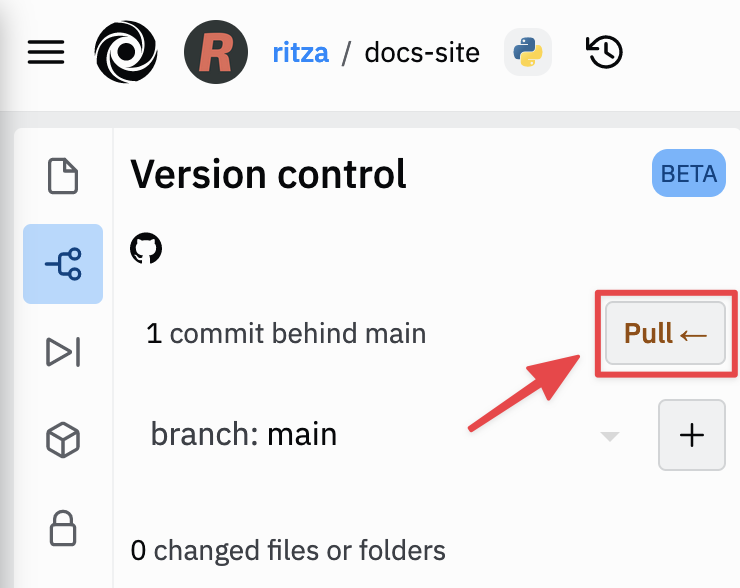 R ritza / docs-site
Version control BETA
1 commit behind main Pull ←
branch: main +
0 changed files or folders